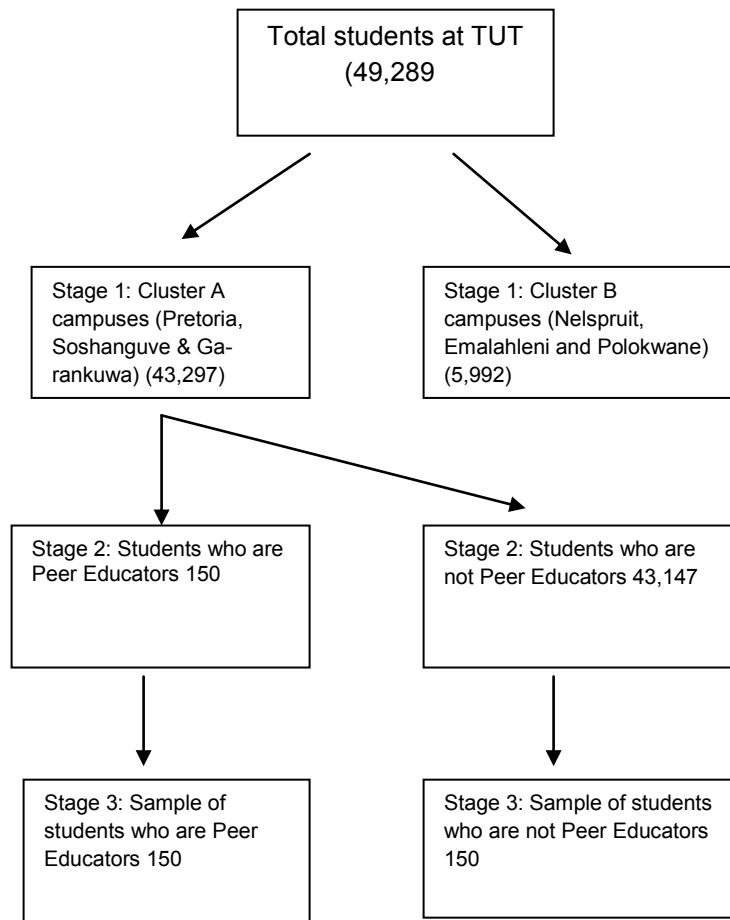 Total students at TUT
(49,289
Stage 1: Cluster A
campuses (Pretoria,
Soshanguve & Ga-
rankuwa) (43,297)
Stage 1: Cluster B
campuses (Nelspruit,
Emalahleni and Polokwane)
(5,992)
Stage 2: Students who are
Peer Educators 150
Stage 2: Students who are
not Peer Educators 43,147
Stage 3: Sample of
students who are Peer
Educators 150
Stage 3: Sample of students
who are not Peer Educators
150